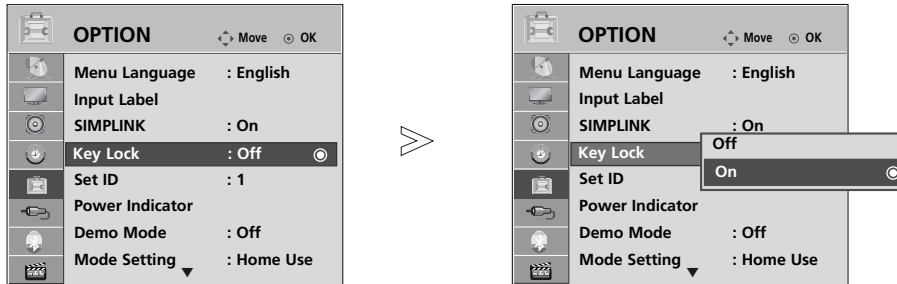 OPTION Move OK
Menu Language : English
Input Label
SIMPLINK : On
Key Lock : Off
Set ID : 1
Power Indicator
Demo Mode : Off
Mode Setting : Home Use
OPTION Move OK
Menu Language : English
Input Label
SIMPLINK : On
Key Lock
Off
On
Set ID
Power Indicator
Demo Mode : Off
Mode Setting : Home Use